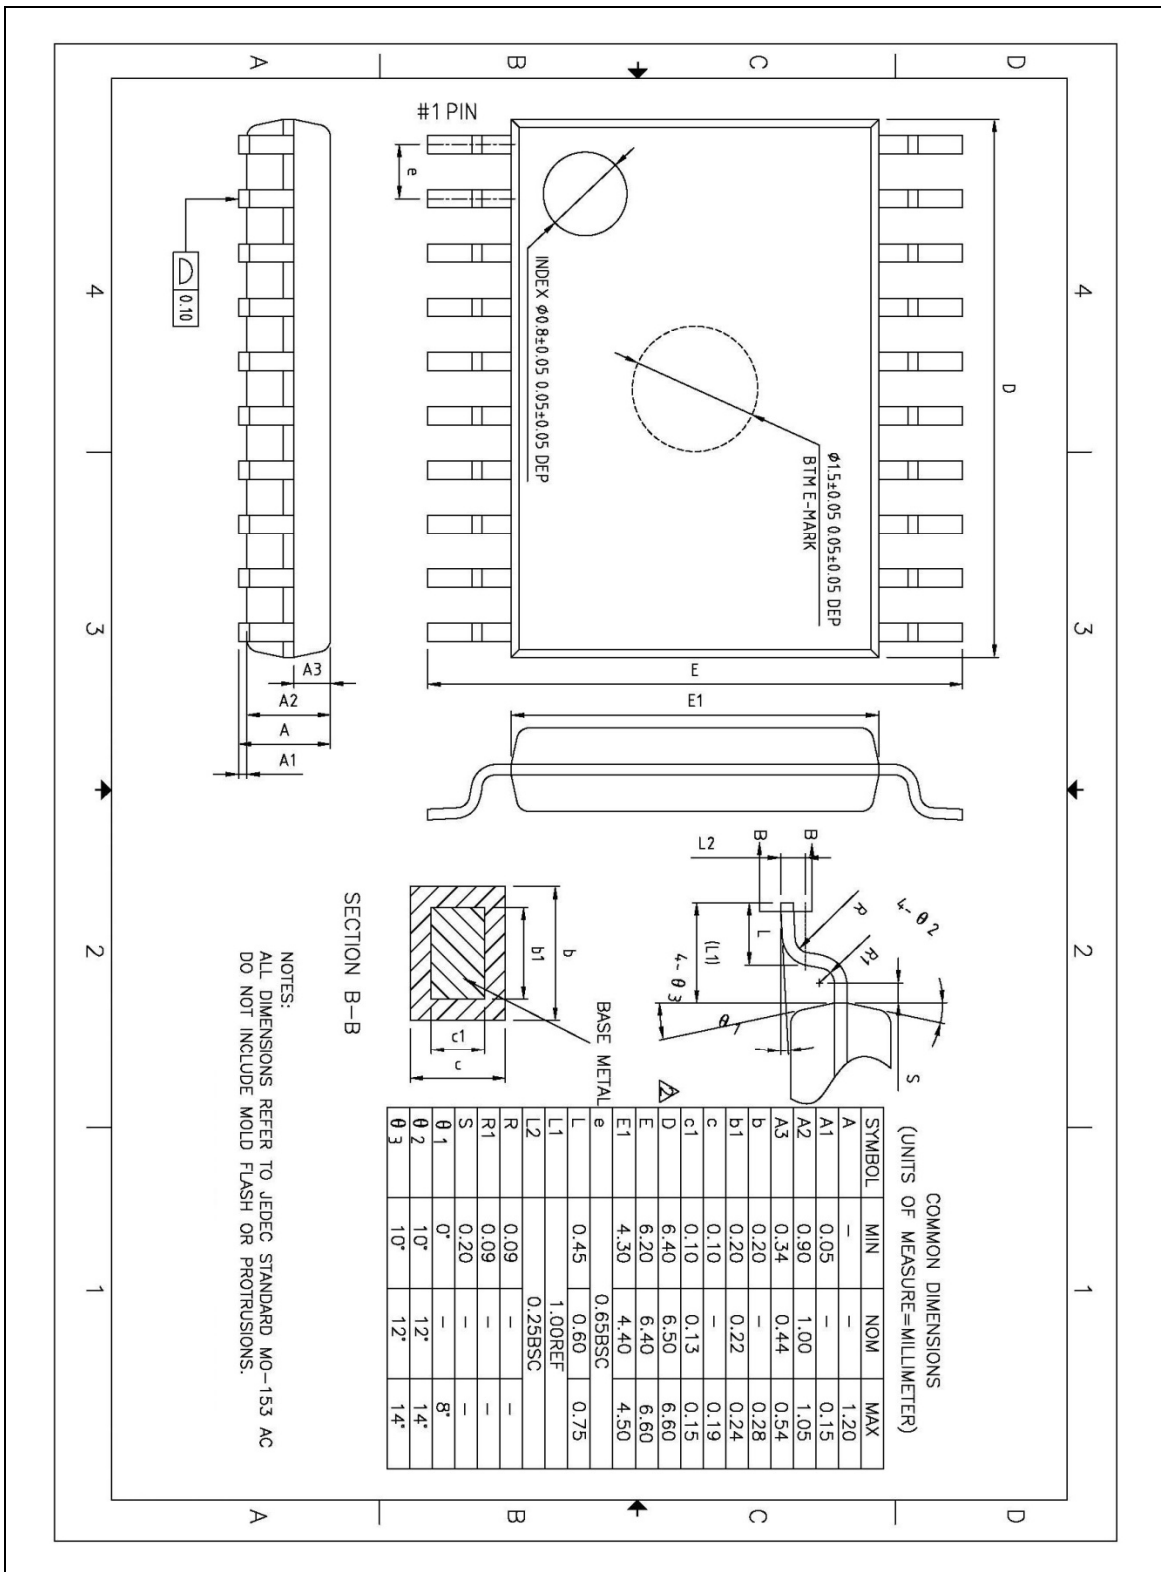 D
C
B
A
D
C
B
A
4
3
2
1
4
3
2
1
#1 PIN
e
D
E
E1
INDEX ϕ0.8±0.05 0.05±0.05 DEP
ϕ1.5±0.05 0.05±0.05 DEP
BTM E-MARK
0.10
A3
A2
A
A1
B
B
L2
L
(L1)
R
R1
4-θ2
4-θ3
θ1
S
b
b1
c1
c
BASE METAL
SECTION B-B
2
COMMON DIMENSIONS
(UNITS OF MEASURE=MILLIMETER)
SYMBOL MIN NOM MAX
A – – 1.20
A1 0.05 – 0.15
A2 0.90 1.00 1.05
A3 0.34 0.44 0.54
b 0.20 – 0.28
b1 0.20 0.22 0.24
c 0.10 – 0.19
c1 0.10 0.13 0.15
D 6.40 6.50 6.60
E 6.20 6.40 6.60
E1 4.30 4.40 4.50
e 0.65BSC
L 0.45 0.60 0.75
L1 1.00REF
L2 0.25BSC
R 0.09 – –
R1 0.09 – –
S 0.20 – –
θ1 0° – 8°
θ2 10° 12° 14°
θ3 10° 12° 14°
NOTES:
ALL DIMENSIONS REFER TO JEDEC STANDARD MO-153 AC
DO NOT INCLUDE MOLD FLASH OR PROTRUSIONS.